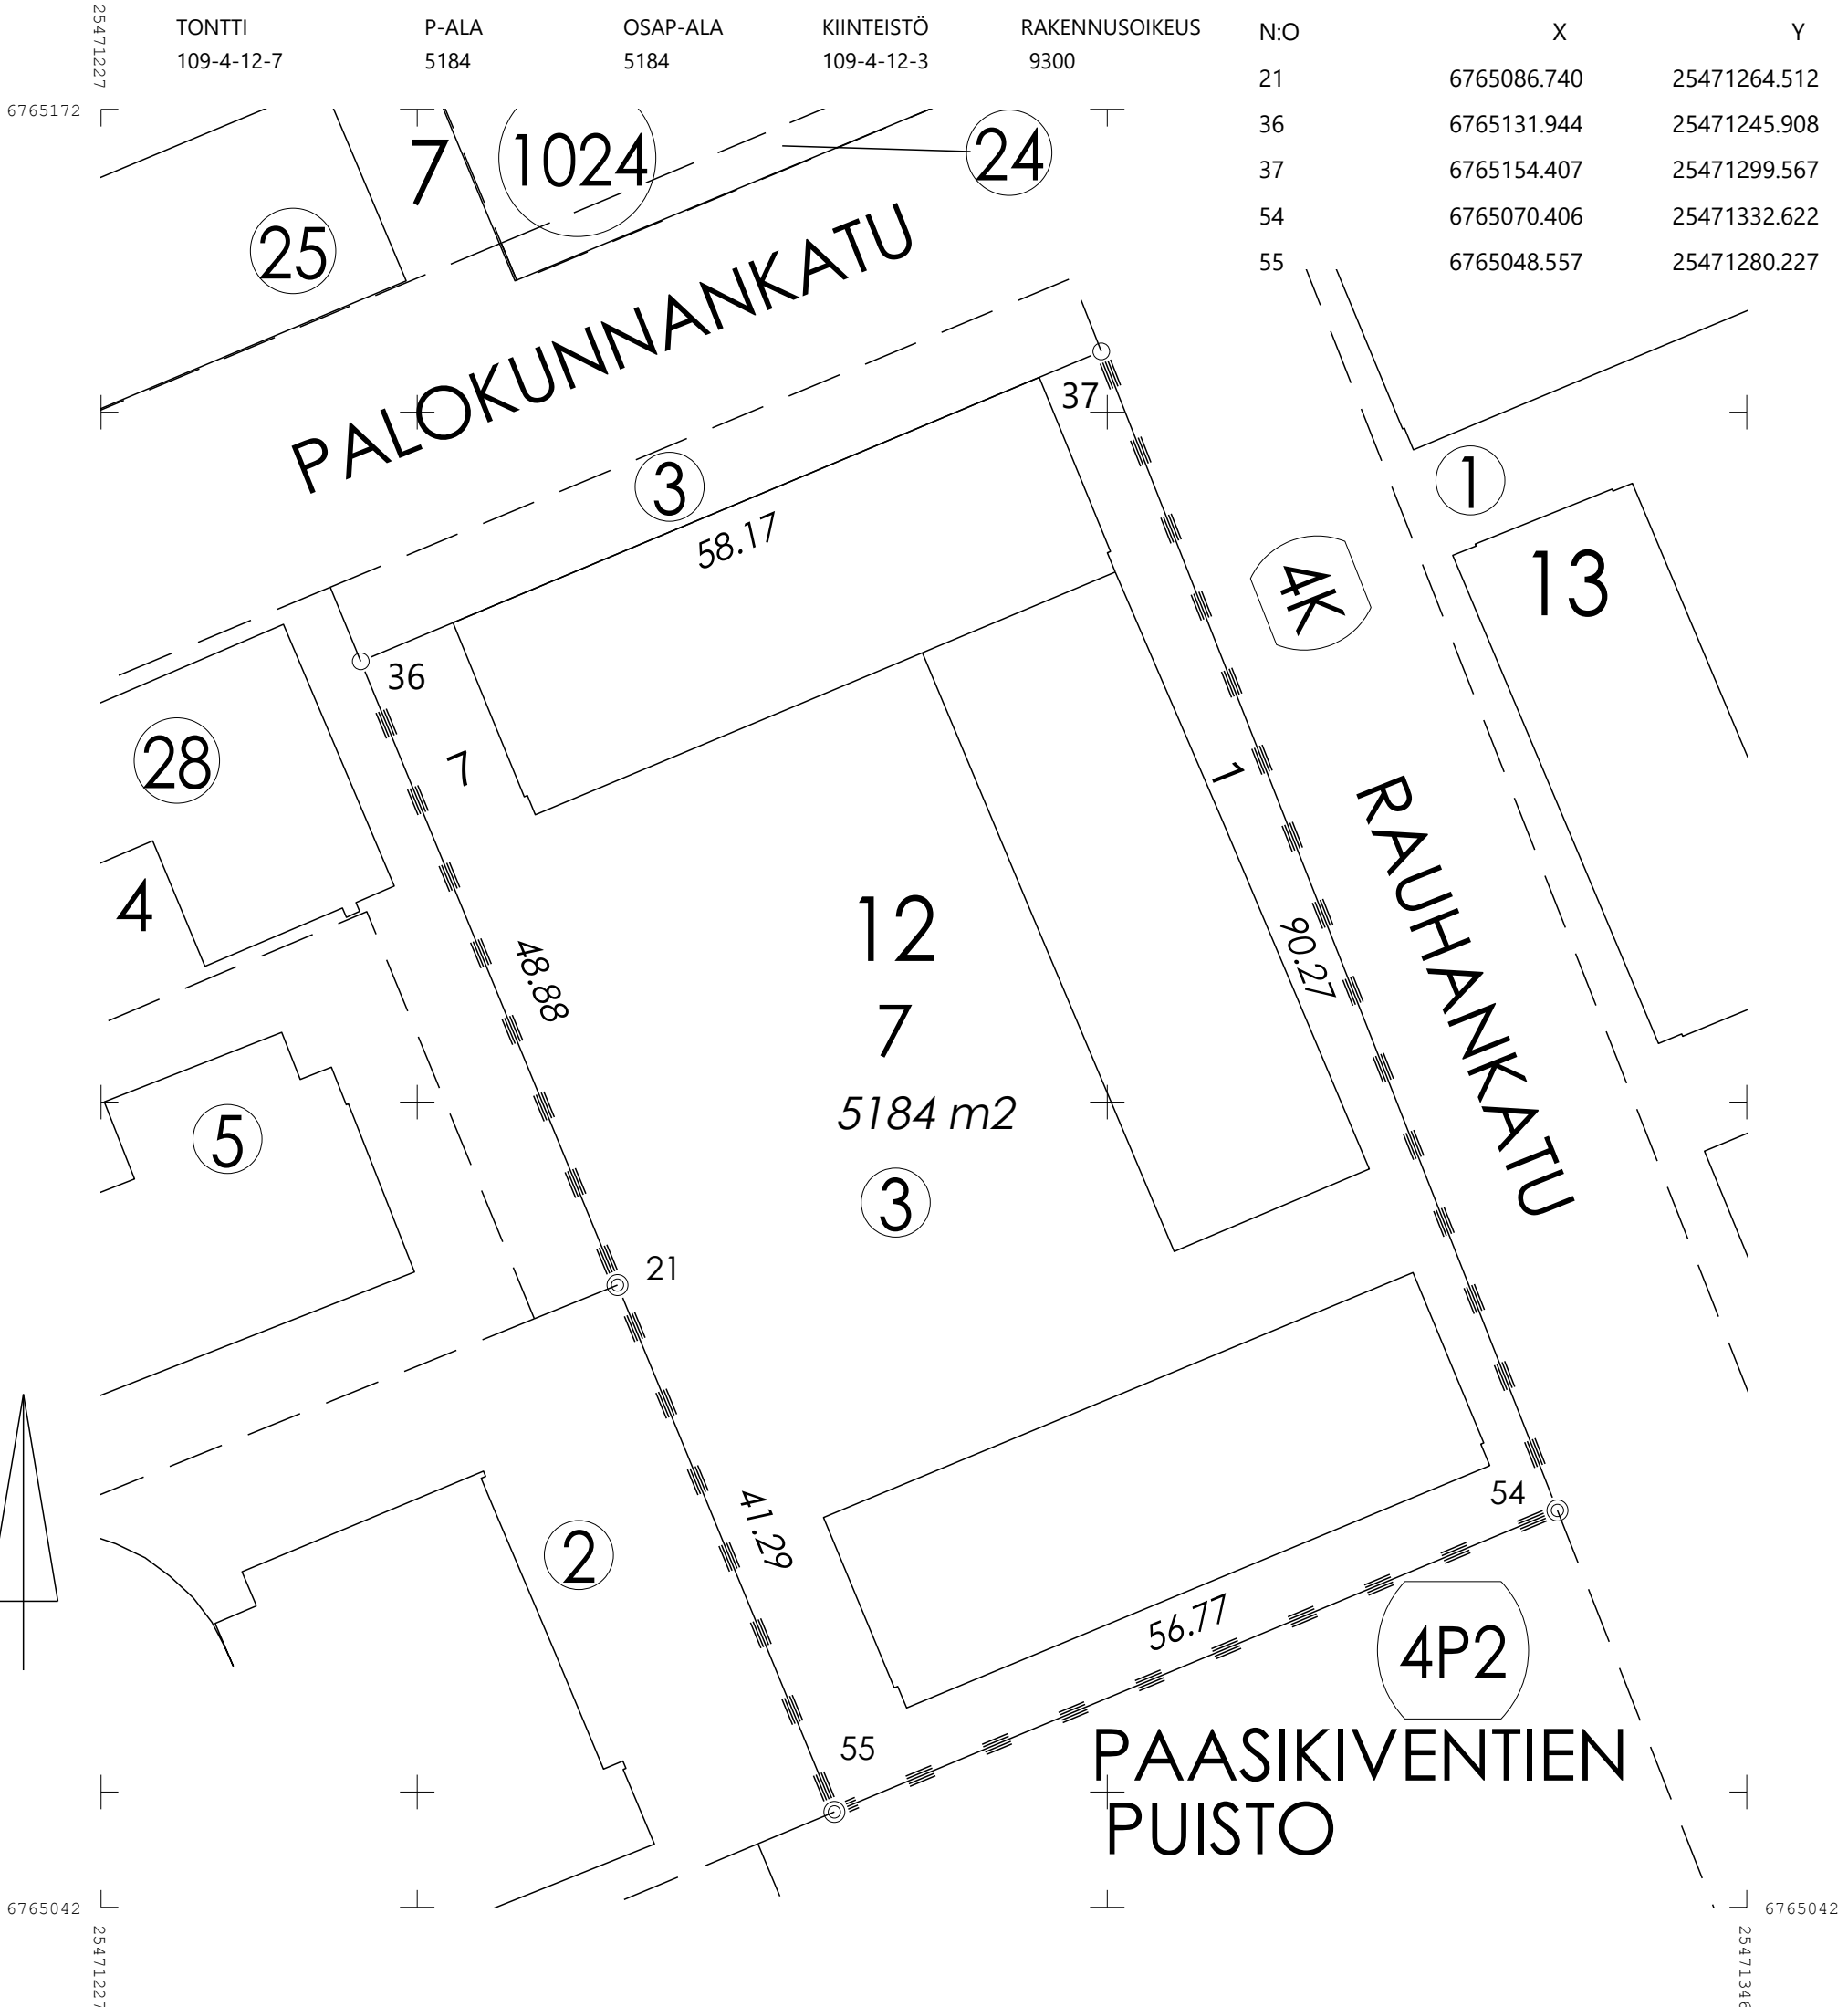 TONTTI P-ALA OSAP-ALA KIINTEISTÖ RAKENNUSOIKEUS
109-4-12-7 5184 5184 109-4-12-3 9300
N:O X Y
21 6765086.740 25471264.512
36 6765131.944 25471245.908
37 6765154.407 25471299.567
54 6765070.406 25471332.622
55 6765048.557 25471280.227
25471227
6765172
7
1024
24
25
PALOKUNNANKATU
37
3
58.17
1
4K
13
36
28
7
1
4
48.88
12
7
5184 m2
3
90.27
RAUHANKATU
5
21
54
2
41.29
56.77
4P2
55
PAASIKIVENTIEN
PUISTO
6765042
6765042
25471227
25471346